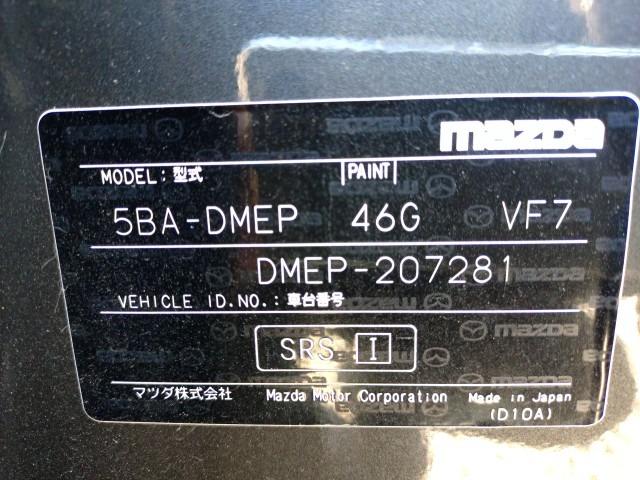 mazda
MODEL: 型式 PAINT
5BA-DMEP 46G VF7
DMEP-207281
VEHICLE ID.NO.: 車台番号
SRS I
マツダ株式会社 Mazda Motor Corporation Made in Japan
(D10A)